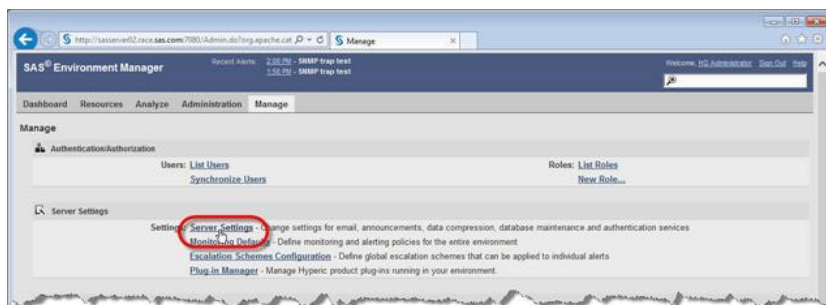 http://sasserver02.race.sas.com:7080/Admin.do?org.apache.cat
Manage
SAS® Environment Manager
Recent Alerts: 2:00 PM - SNMP trap test
1:50 PM - SNMP trap test
Welcome, HQ Administrator Sign Out Help
Dashboard Resources Analyze Administration Manage
Manage
Authentication/Authorization
Users: List Users
Synchronize Users
Roles: List Roles
New Role...
Server Settings
Settings: Server Settings - Change settings for email, announcements, data compression, database maintenance and authentication services
Monitoring Defaults - Define monitoring and alerting policies for the entire environment
Escalation Schemes Configuration - Define global escalation schemes that can be applied to individual alerts
Plug-in Manager - Manage Hyperic product plug-ins running in your environment.